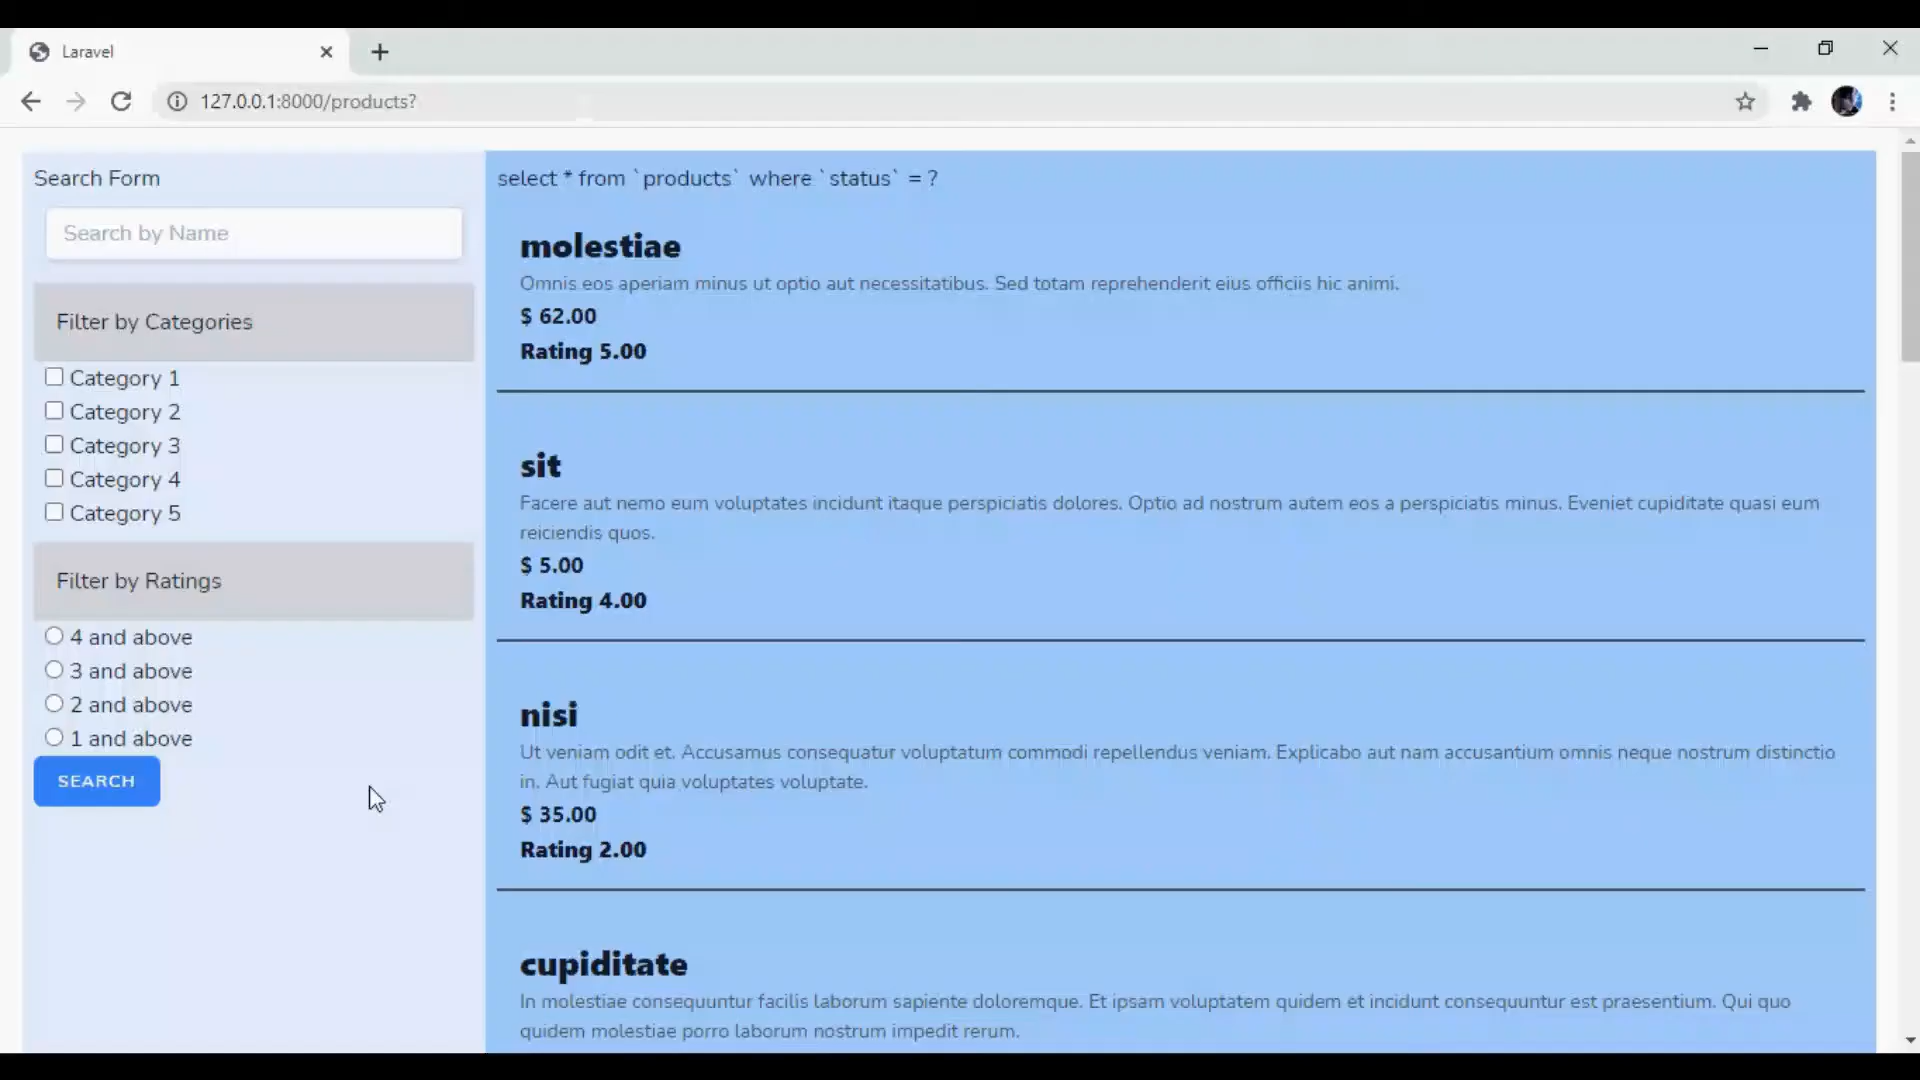 Laravel
127.0.0.1:8000/products?
Search Form
Search by Name
Filter by Categories
Category 1
Category 2
Category 3
Category 4
Category 5
Filter by Ratings
4 and above
3 and above
2 and above
1 and above
SEARCH
select * from `products` where `status` = ?
molestiae
Omnis eos aperiam minus ut optio aut necessitatibus. Sed totam reprehenderit eius officiis hic animi.
$ 62.00
Rating 5.00
sit
Facere aut nemo eum voluptates incidunt itaque perspiciatis dolores. Optio ad nostrum autem eos a perspiciatis minus. Eveniet cupiditate quasi eum
reiciendis quos.
$ 5.00
Rating 4.00
nisi
Ut veniam odit et. Accusamus consequatur voluptatum commodi repellendus veniam. Explicabo aut nam accusantium omnis neque nostrum distinctio
in. Aut fugiat quia voluptates voluptate.
$ 35.00
Rating 2.00
cupiditate
In molestiae consequuntur facilis laborum sapiente doloremque. Et ipsam voluptatem quidem et incidunt consequuntur est praesentium. Qui quo
quidem molestiae porro laborum nostrum impedit rerum.